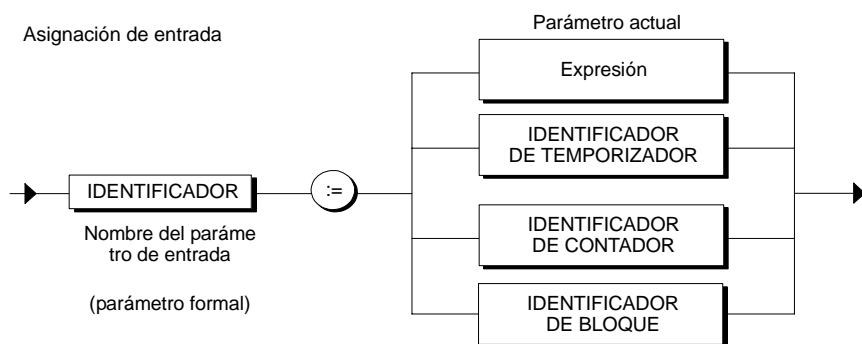 Asignación de entrada
Parámetro actual
Expresión
IDENTIFICADOR
DE TEMPORIZADOR
IDENTIFICADOR
:=
Nombre del paráme
tro de entrada
(parámetro formal)
IDENTIFICADOR
DE CONTADOR
IDENTIFICADOR
DE BLOQUE